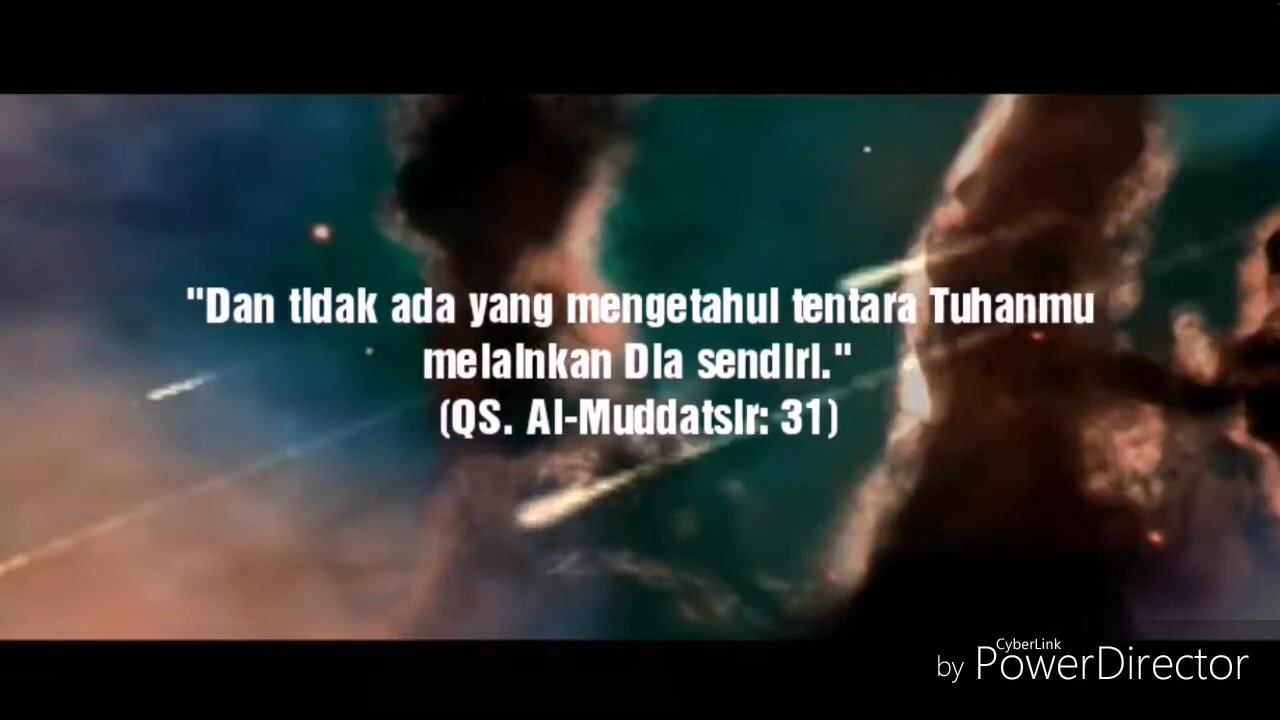 "Dan tidak ada yang mengetahui tentara Tuhanmu
melainkan Dia sendiri."
(QS. Al-Muddatsir: 31)
CyberLink
by PowerDirector